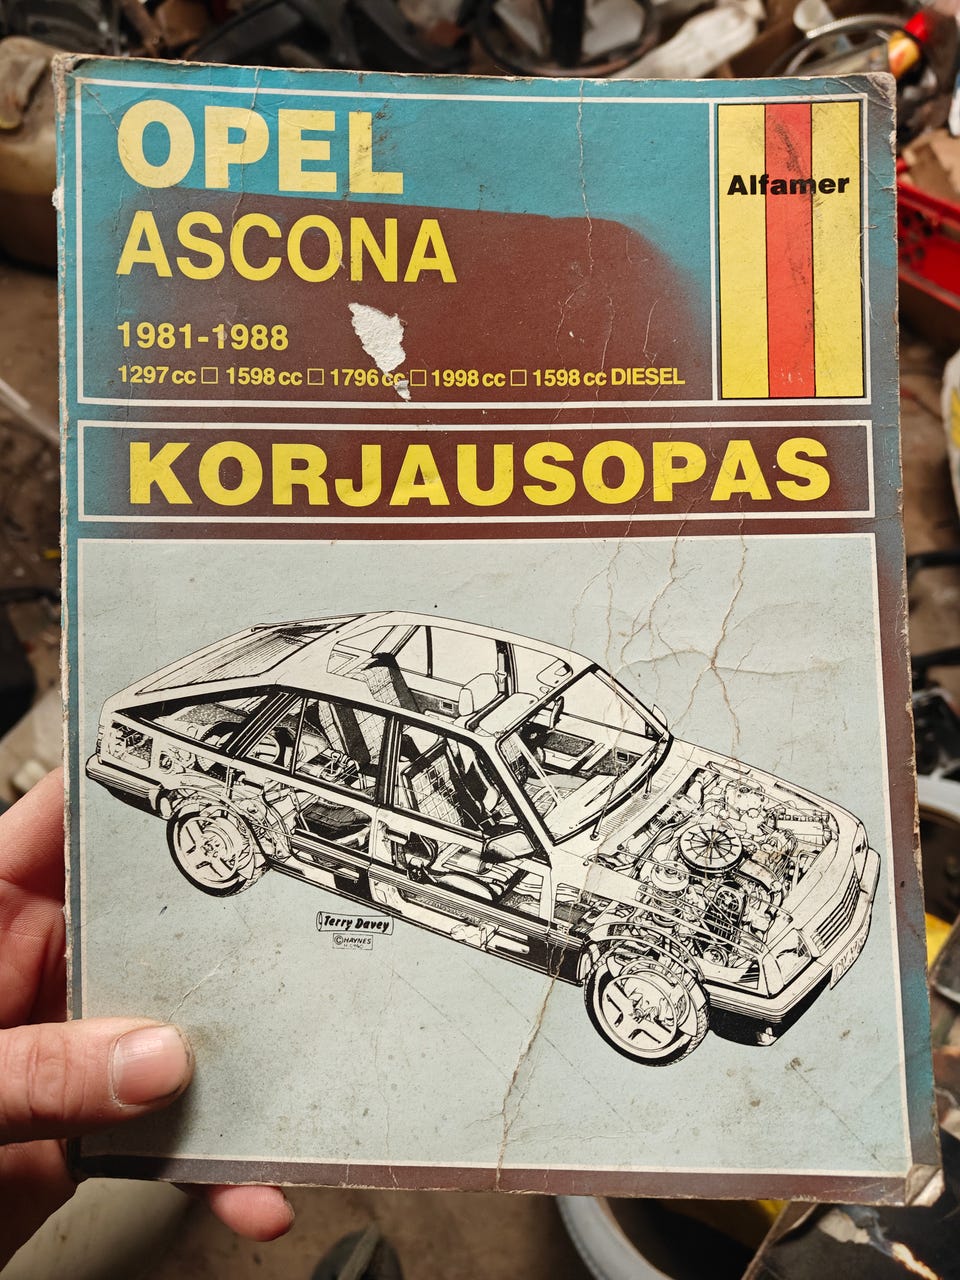 OPEL
ASCONA
1981-1988
1297 cc □ 1598 cc □ 1796 cc □ 1998 cc □ 1598 cc DIESEL
Alfamer
KORJAUSOPAS
Terry Davey
© HAYNES